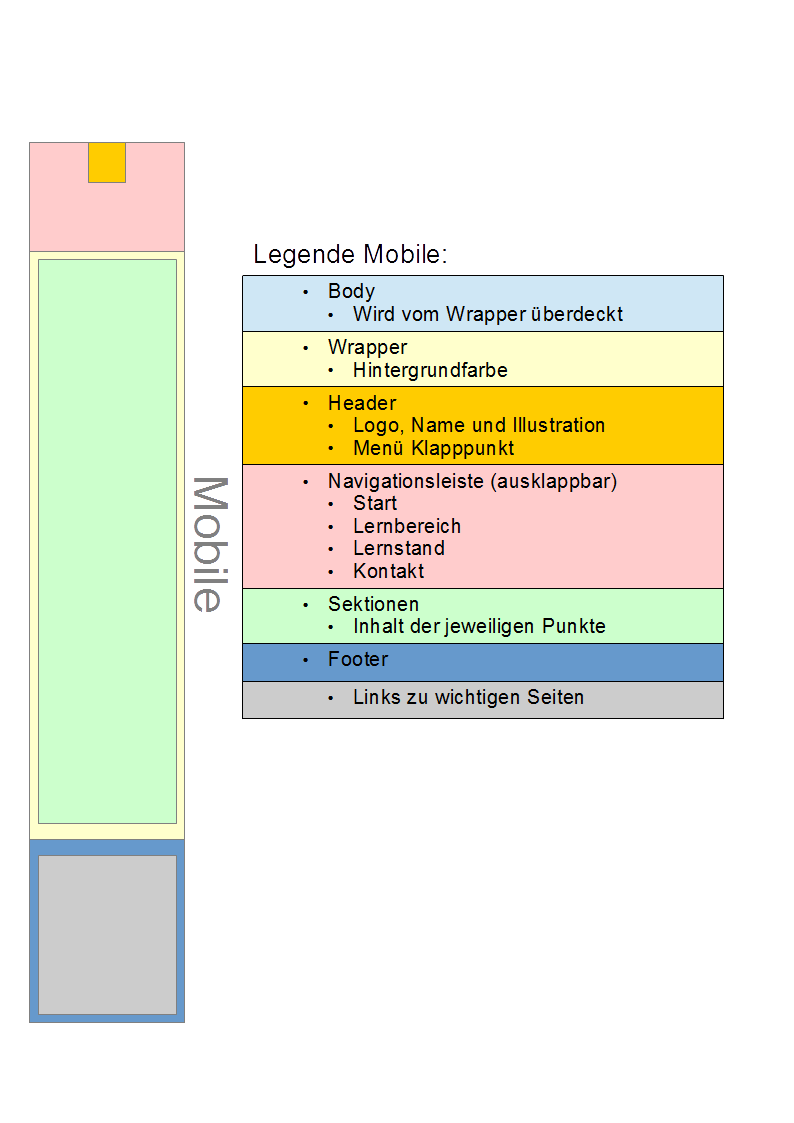 Legende Mobile:
• Body
• Wird vom Wrapper überdeckt
• Wrapper
• Hintergrundfarbe
• Header
• Logo, Name und Illustration
• Menü Klapppunkt
• Navigationsleiste (ausklappbar)
• Start
• Lernbereich
• Lernstand
• Kontakt
• Sektionen
• Inhalt der jeweiligen Punkte
• Footer
• Links zu wichtigen Seiten
Mobile